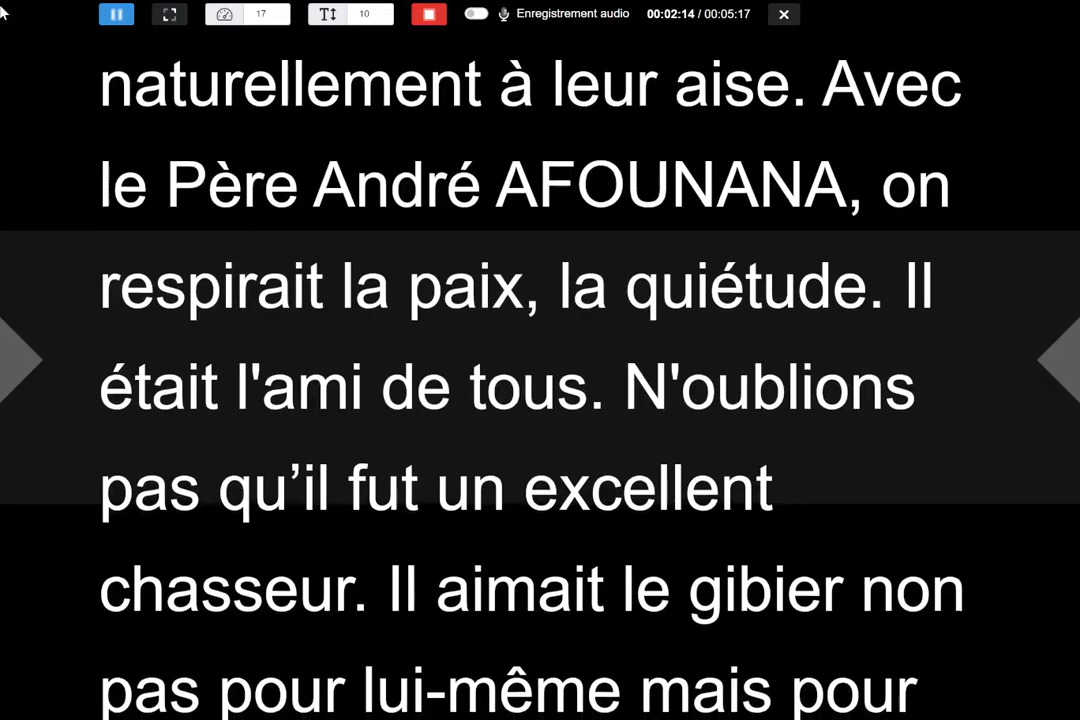 17 10 Enregistrement audio 00:02:14 / 00:05:17
naturellement à leur aise. Avec
le Père André AFOUNANA, on
respirait la paix, la quiétude. Il
était l'ami de tous. N'oublions
pas qu’il fut un excellent
chasseur. Il aimait le gibier non
pas pour lui-même mais pour